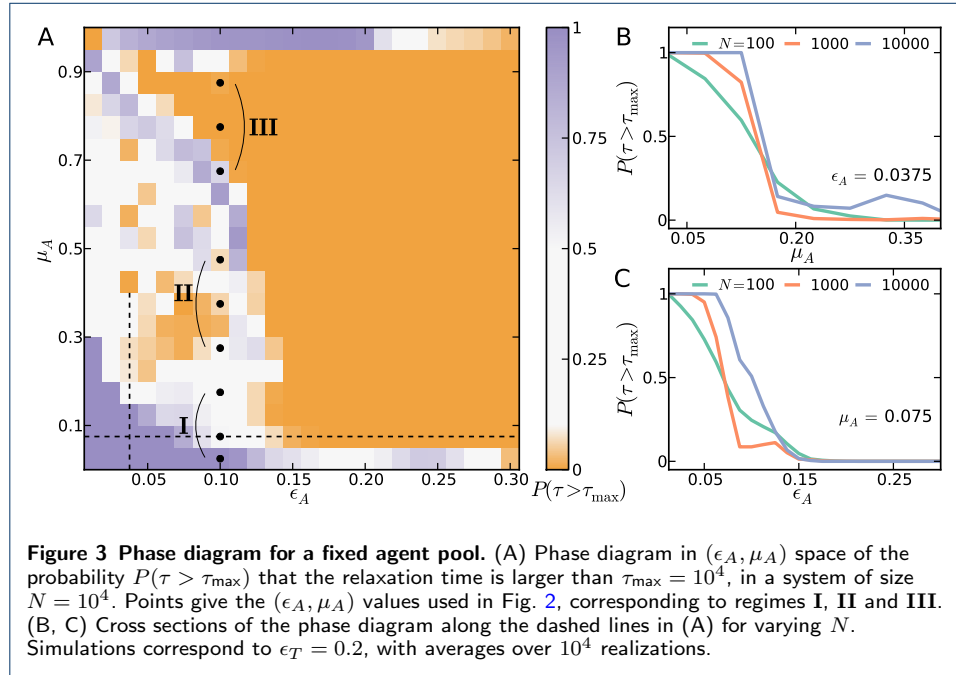 A
0.9
0.7
0.5
0.3
0.1
μ_A
0.05 0.10 0.15 0.20 0.25 0.30
ϵ_A
I
II
III
1
0.75
0.5
0.25
0
P(τ>τ_max)
B
N=100 1000 10000
1
0.5
0
P(τ>τ_max)
ϵ_A = 0.0375
0.05 0.20 0.35
μ_A
C
N=100 1000 10000
1
0.5
0
P(τ>τ_max)
μ_A = 0.075
0.05 0.10 0.15 0.20 0.25
ϵ_A
Figure 3 Phase diagram for a fixed agent pool. (A) Phase diagram in (ϵ_A, μ_A) space of the
probability P(τ > τ_max) that the relaxation time is larger than τ_max = 10⁴, in a system of size
N = 10⁴. Points give the (ϵ_A, μ_A) values used in Fig. 2, corresponding to regimes I, II and III.
(B, C) Cross sections of the phase diagram along the dashed lines in (A) for varying N.
Simulations correspond to ϵ_T = 0.2, with averages over 10⁴ realizations.